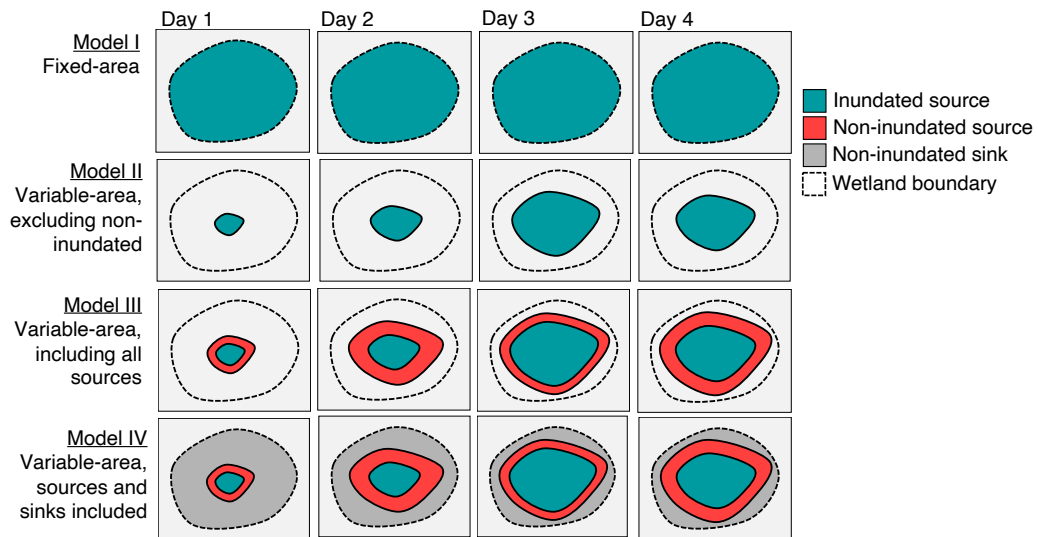 Day 1
Day 2
Day 3
Day 4
Model I
Fixed-area
Inundated source
Non-inundated source
Non-inundated sink
Wetland boundary
Model II
Variable-area,
excluding non-
inundated
Model III
Variable-area,
including all
sources
Model IV
Variable-area,
sources and
sinks included